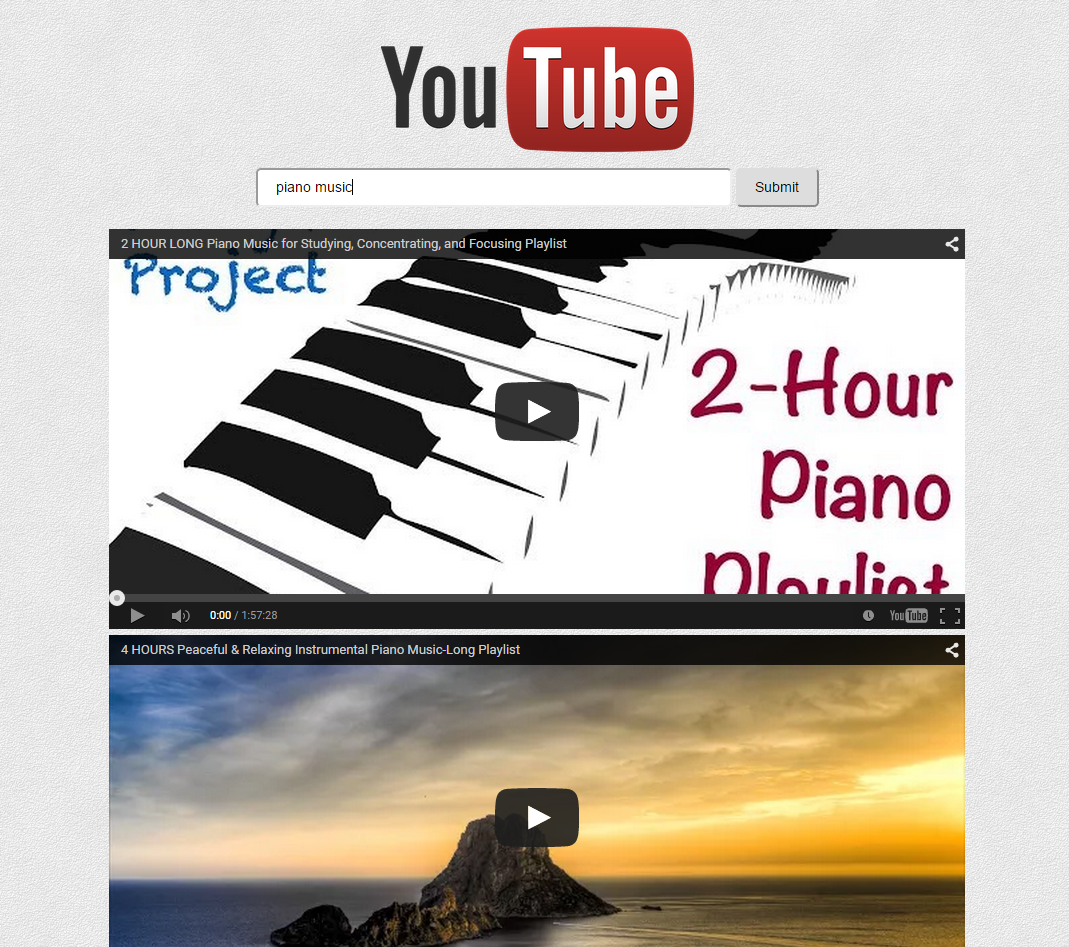 YouTube
piano music
Submit
2 HOUR LONG Piano Music for Studying, Concentrating, and Focusing Playlist
Project
2-Hour
Piano
Playlist
0:00 / 1:57:28
YouTube
4 HOURS Peaceful & Relaxing Instrumental Piano Music-Long Playlist